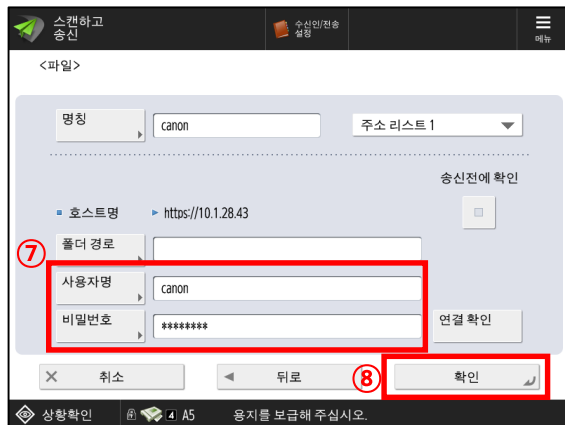 스캔하고
송신
수신인/전송
설정
메뉴
<파일>
명칭
canon
주소 리스트 1
송신전에 확인
호스트명
https://10.1.28.43
⑦
폴더 경로
사용자명
canon
비밀번호
********
연결 확인
취소
뒤로
⑧
확인
상황확인
4 A5
용지를 보급해 주십시오.